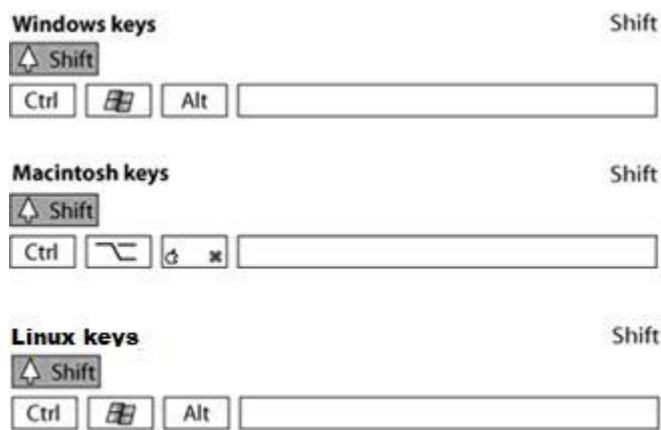 Windows keys Shift
Shift
Ctrl Alt
Macintosh keys Shift
Shift
Ctrl ⌥ ⌘
Linux keys Shift
Shift
Ctrl Alt